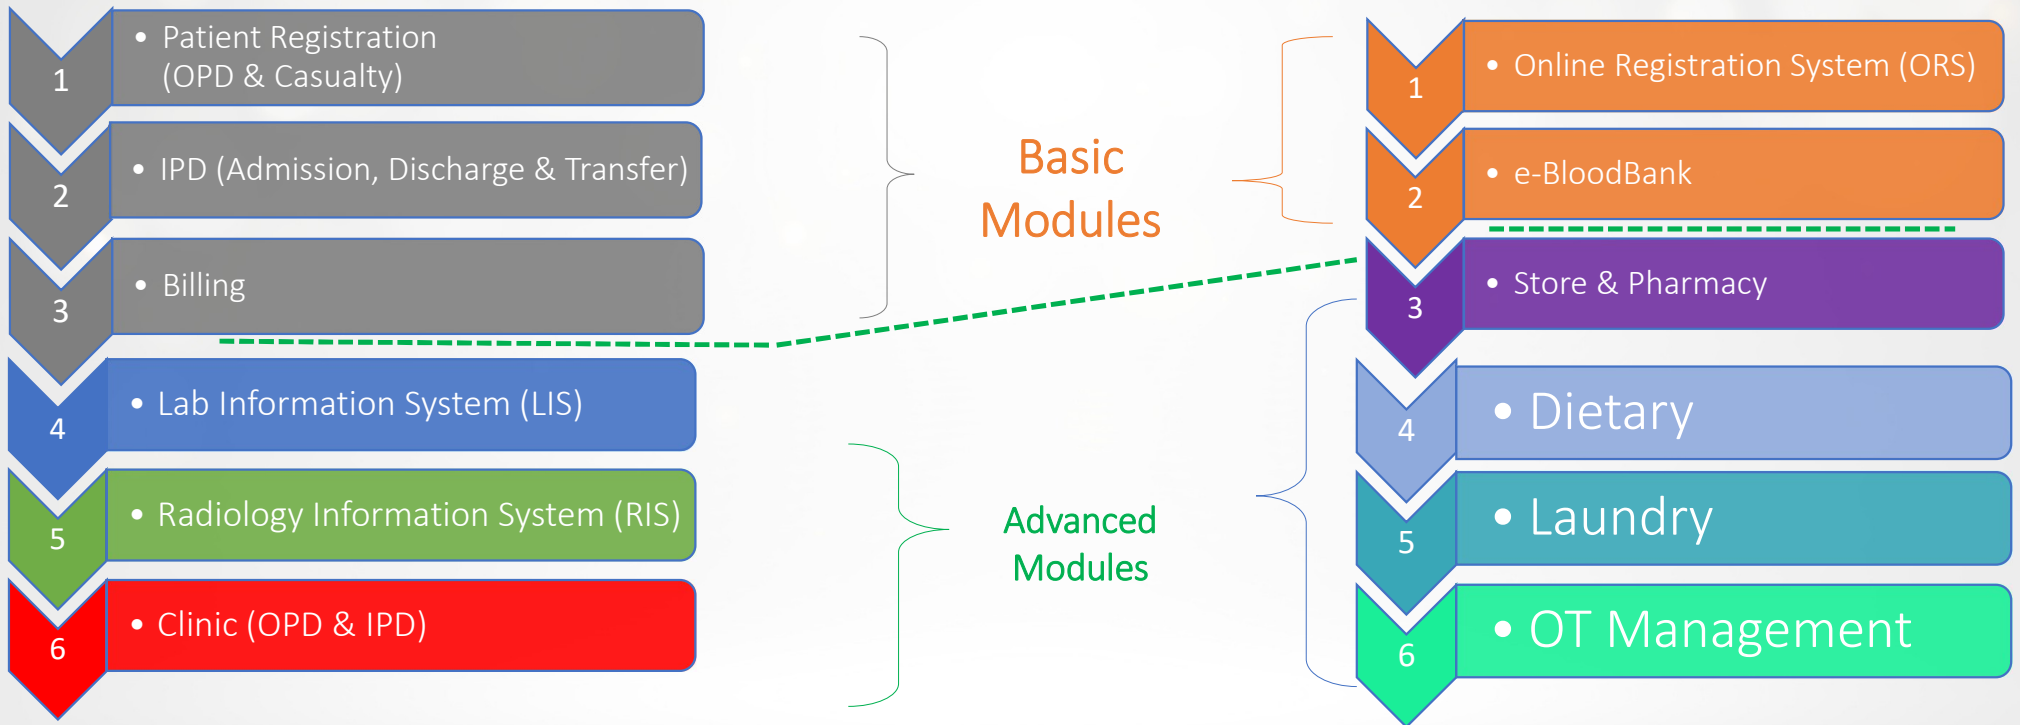 1
• Patient Registration
(OPD & Casualty)
2
• IPD (Admission, Discharge & Transfer)
3
• Billing
4
• Lab Information System (LIS)
5
• Radiology Information System (RIS)
6
• Clinic (OPD & IPD)
Basic
Modules
Advanced
Modules
1
• Online Registration System (ORS)
2
• e-BloodBank
3
• Store & Pharmacy
4
• Dietary
5
• Laundry
6
• OT Management